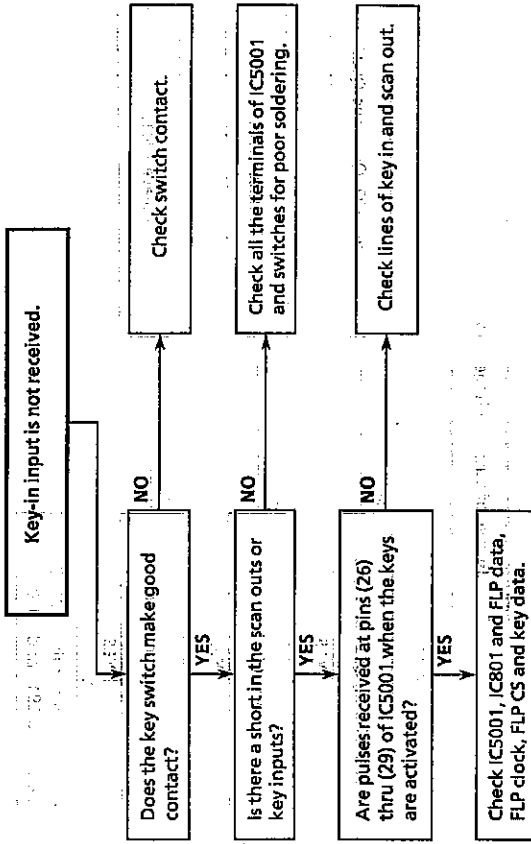 Key-in input is not received.
Does the key switch make good
contact?
NO
Check switch contact.
YES
Is there a short in the scan outs or
key inputs?
NO
Check all the terminals of IC5001
and switches for poor soldering.
YES
Are pulses received at pins (26)
thru (29) of IC5001 when the keys
are activated?
NO
Check lines of key in and scan out.
YES
Check IC5001, IC801 and FLP data,
FLP clock, FLP CS and key data.